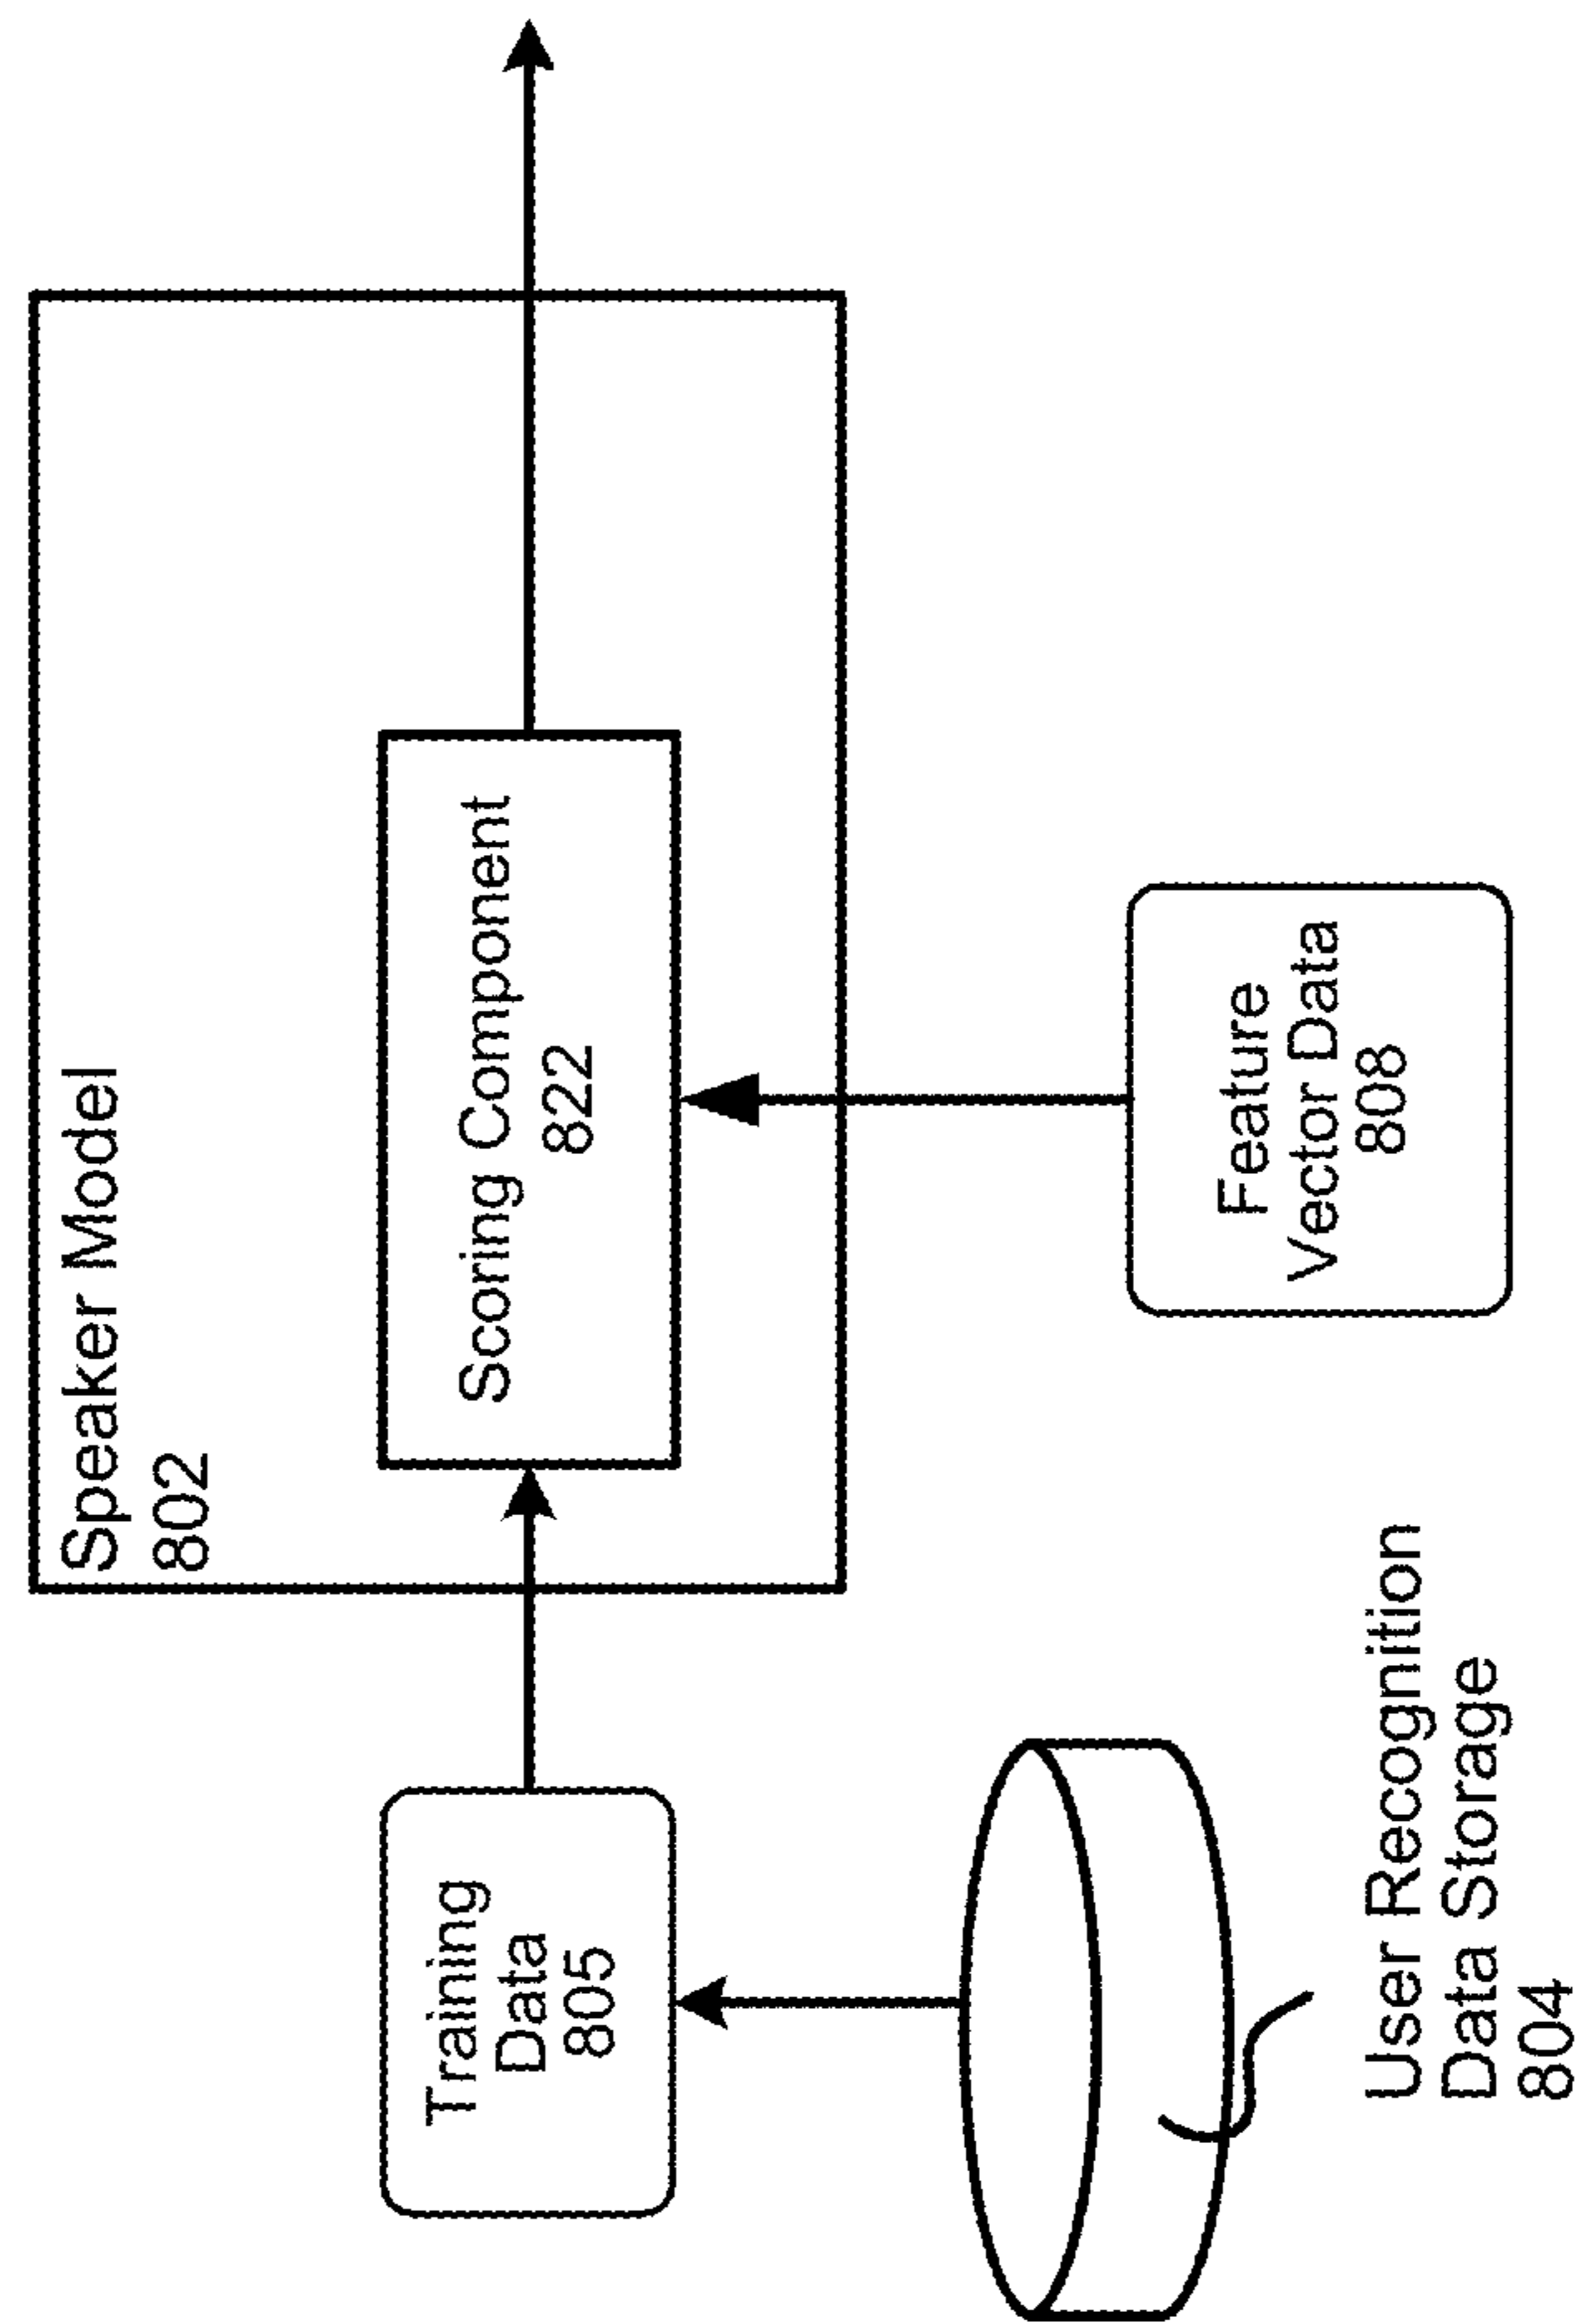 Speaker Model
802
Training
Data
805
Scoring Component
822
User Recognition
Data Storage
804
Feature
Vector Data
808